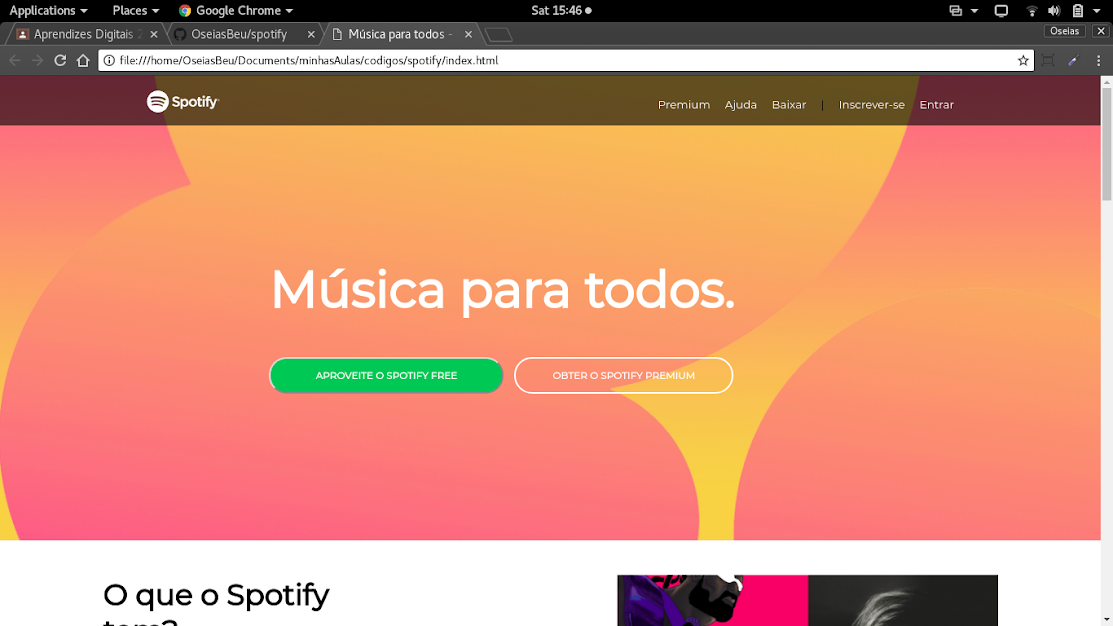 Applications Places Google Chrome Sat 15:46
Aprendizes Digitais 2 OseiasBeu/spotify Música para todos - Oseias
file:///home/OseiasBeu/Documents/minhasAulas/codigos/spotify/index.html
Spotify Premium Ajuda Baixar | Inscrever-se Entrar
Música para todos.
APROVEITE O SPOTIFY FREE OBTER O SPOTIFY PREMIUM
O que o Spotify
tem?